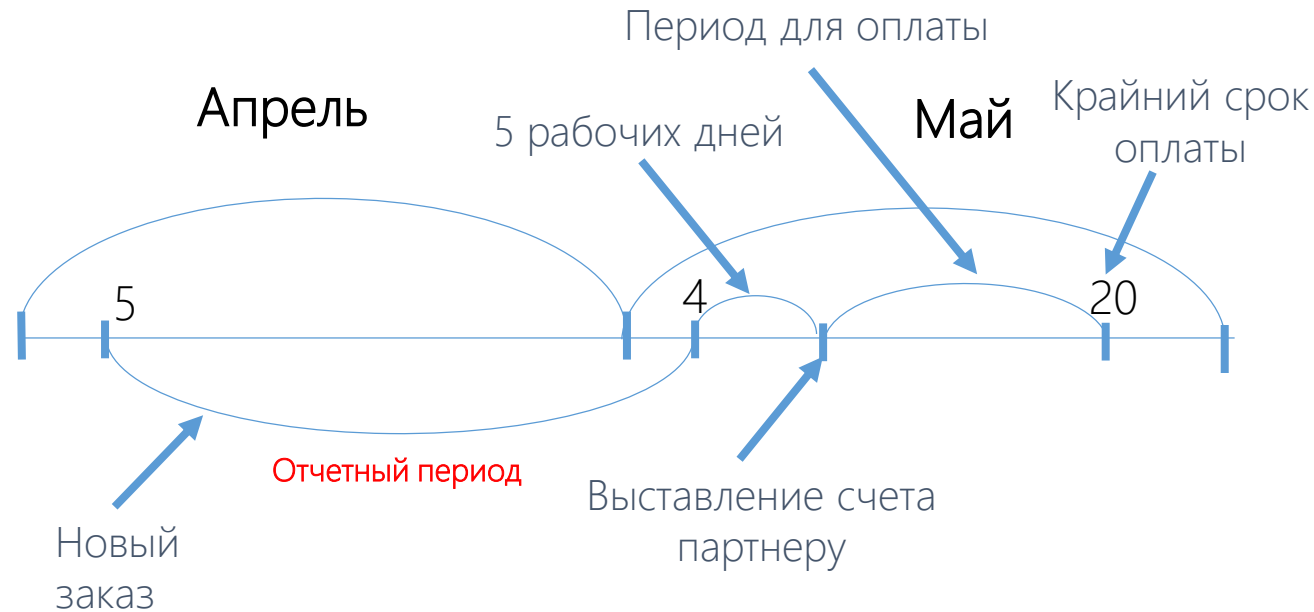 Период для оплаты
Апрель
5 рабочих дней
Май
Крайний срок
оплаты
5
4
20
Отчетный период
Выставление счета
партнеру
Новый
заказ